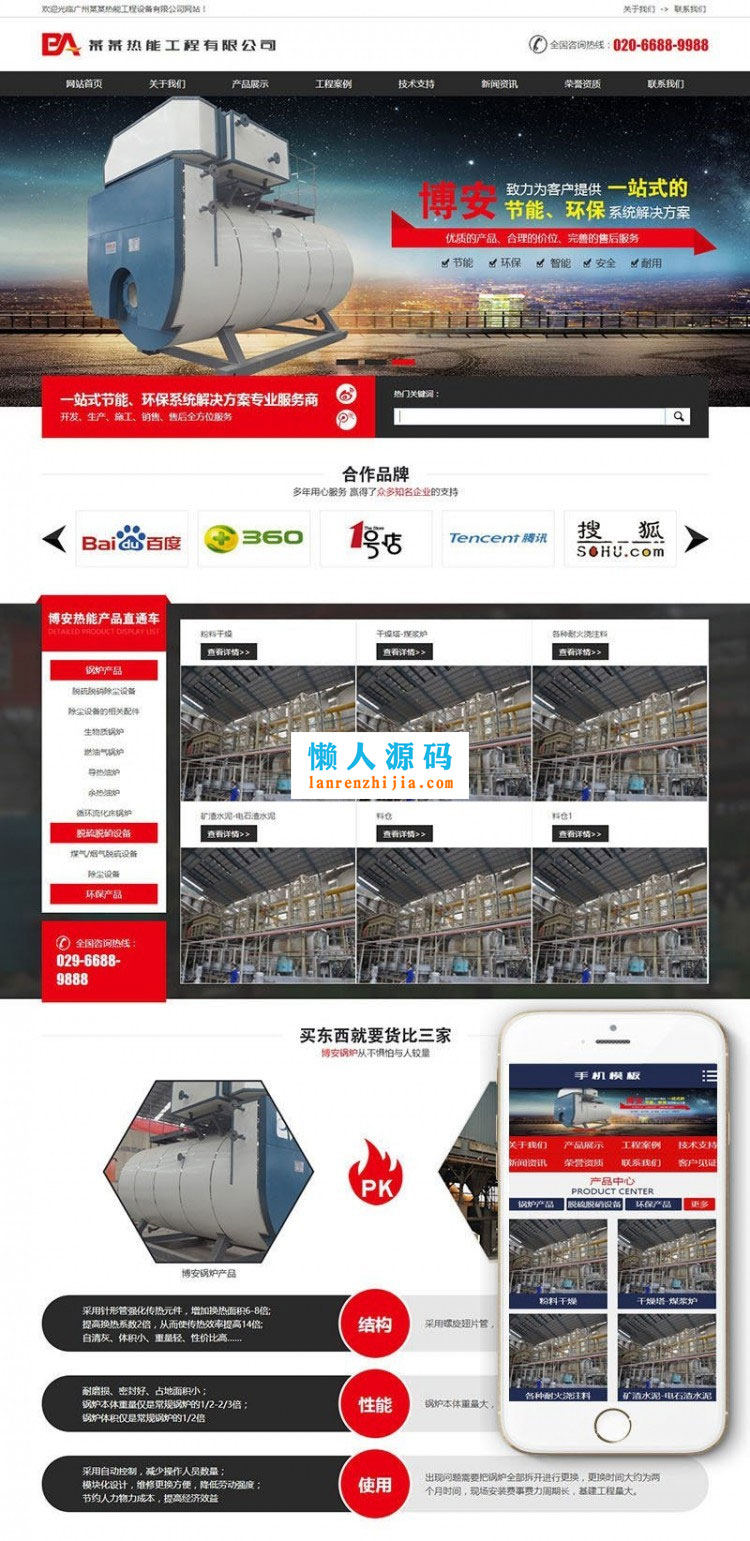 欢迎光临广州某某热能工程设备有限公司网站！
关于我们 -> 联系我们
BA 某某热能工程有限公司
全国咨询热线：020-6688-9988
网站首页 关于我们 产品展示 工程案例 技术支持 新闻资讯 荣誉资质 联系我们
博安 致力为客户提供 一站式的
节能、环保 系统解决方案
优质的产品、合理的价位、完善的售后服务
节能 环保 智能 安全 耐用
一站式节能、环保系统解决方案专业服务商
开发、生产、施工、销售、售后全方位服务
热门关键词：
合作品牌
多年用心服务 赢得了众多知名企业的支持
Bai du 百度
360
1号店
The Store
Tencent 腾讯
搜狐
SOHU.com
博安热能产品直通车
DETAILED PRODUCT DISPLAY LIST
锅炉产品
脱硫脱硝除尘设备
除尘设备的相关配件
生物质锅炉
燃油气锅炉
导热油炉
余热油炉
循环流化床锅炉
脱硫脱硝设备
煤气/烟气脱硫设备
除尘设备
环保产品
全国咨询热线：
029-6688-
9888
粉料干燥 干燥塔-煤浆炉 各种耐火浇注料
查看详情>> 查看详情>> 查看详情>>
懒人源码
lanrenzhijia.com
矿渣水泥-电石渣水泥 料仓 料仓1
查看详情>> 查看详情>> 查看详情>>
买东西就要货比三家
博安锅炉从不惧怕与人较量
PK
博安锅炉产品
采用针形管强化传热元件，增加换热面积6-8倍;
提高换热系数2倍，从而使传热效率提高14倍;
自清灰、体积小、重量轻、性价比高......
结构
采用螺旋翅片管，
耐磨损、密封好、占地面积小；
锅炉本体重量仅是常规锅炉的1/2-2/3倍；
锅炉体积仅是常规锅炉的1/2倍
性能
锅炉本体重量大，
采用自动控制，减少操作人员数量；
模块化设计，维修更换方便，降低劳动强度；
节约人力物力成本，提高经济效益
使用
出现问题需要把锅炉全部拆开进行更换，更换时间大约为两
个月时间，现场安装费事费力周期长，基建工程量大。
手机模板
关于我们 产品展示 工程案例 技术支持
新闻资讯 荣誉资质 联系我们 客户见证
产品中心
PRODUCT CENTER
锅炉产品 脱硫脱硝设备 环保产品 更多
粉料干燥 干燥塔-煤浆炉
各种耐火浇注料 矿渣水泥-电石渣水泥